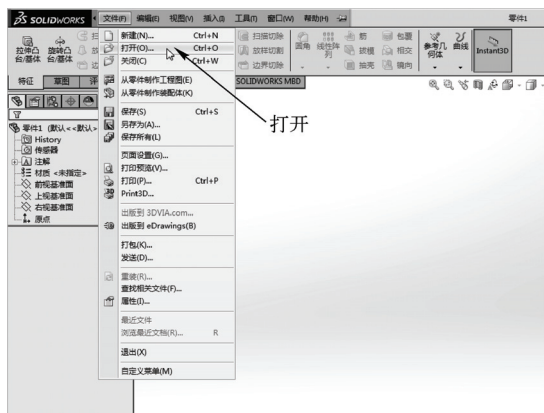 SOLIDWORKS 文件(F) 编辑(E) 视图(V) 插入(I) 工具(T) 窗口(W) 帮助(H) 零件1
拉伸凸台/基体 旋转凸台/基体
扫描切除 放样切割 边界切除
圆角 线性阵列 筋 拔模 抽壳 包覆 相交 镜向
参考几何体 曲线 Instant3D
特征 草图 评
SOLIDWORKS MBD
新建(N)... Ctrl+N
打开(O)... Ctrl+O
关闭(C) Ctrl+W
从零件制作工程图(E)
从零件制作装配体(K)
保存(S) Ctrl+S
另存为(A)...
保存所有(L)
页面设置(G)...
打印预览(V)...
打印(P)... Ctrl+P
Print3D...
出版到 3DVIA.com...
出版到 eDrawings(B)
打包(K)...
发送(D)...
重装(R)...
查找相关文件(F)...
属性(I)...
最近文件
浏览最近文档(R)... R
退出(X)
自定义菜单(M)
打开
零件1 (默认<<默认>
History
传感器
注解
材质 <未指定>
前视基准面
上视基准面
右视基准面
原点